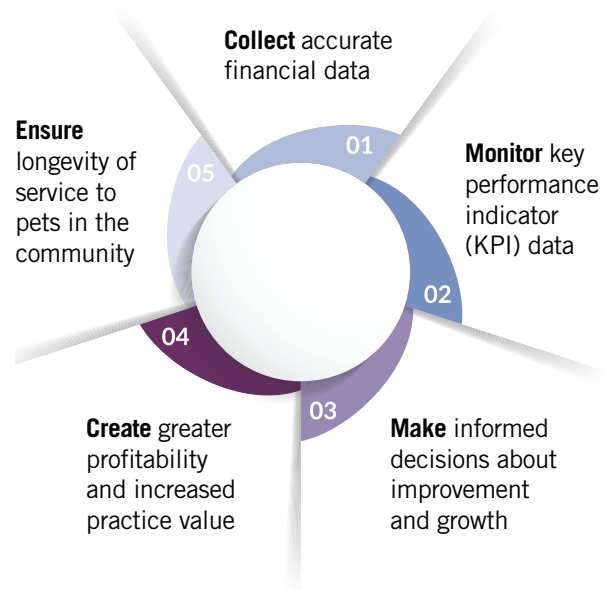 Collect accurate
financial data
01
Monitor key
performance
indicator
(KPI) data
02
Make informed
decisions about
improvement
and growth
03
Create greater
profitability
and increased
practice value
04
Ensure
longevity of
service to
pets in the
community
05